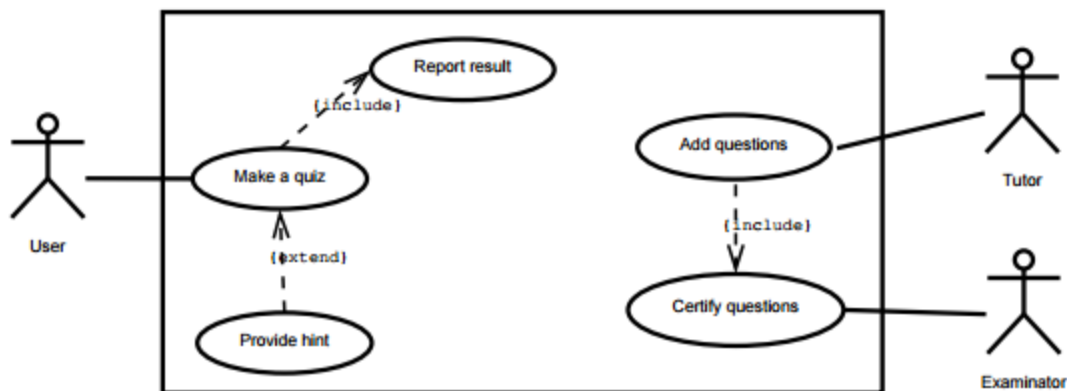 Report result
{include}
Add questions
Make a quiz
Tutor
User
{include}
{extend}
Certify questions
Provide hint
Examinator